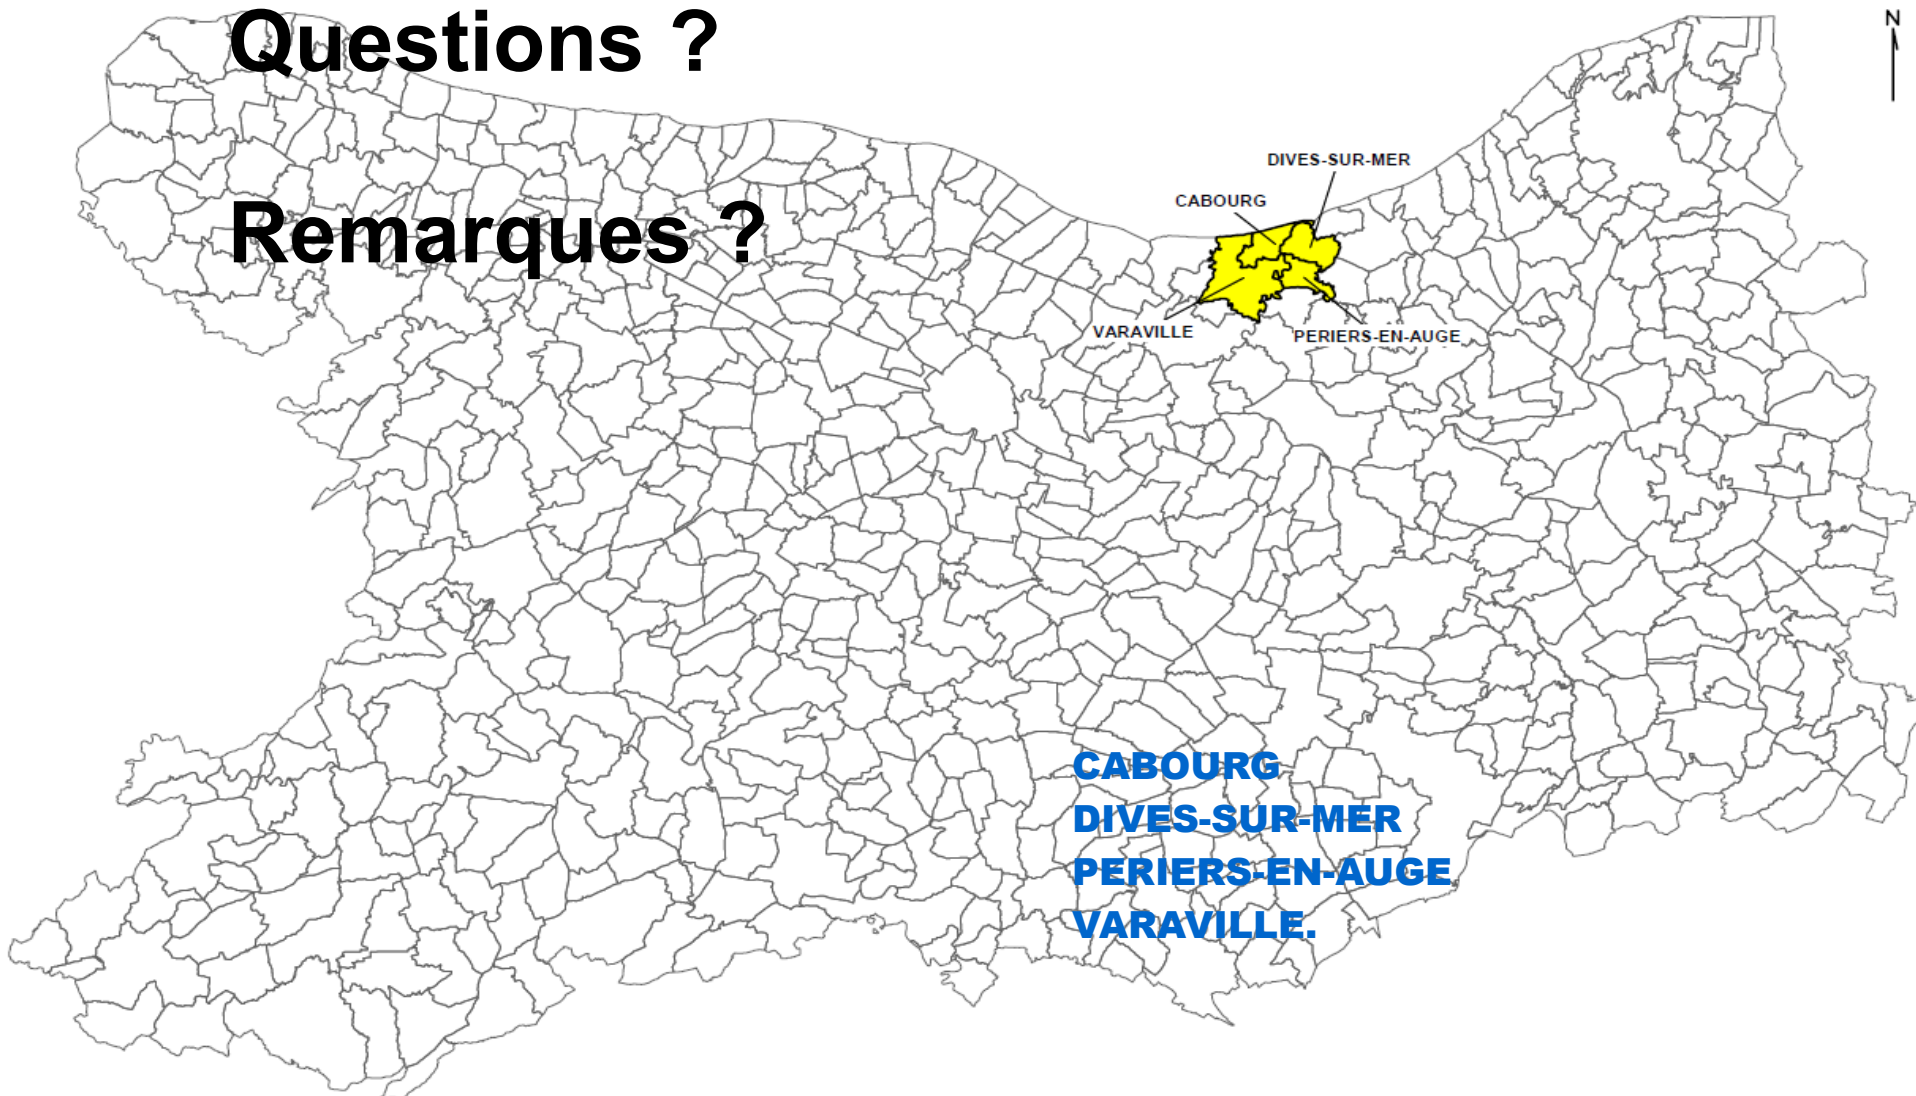 Questions ?
N
DIVES-SUR-MER
CABOURG
Remarques ?
VARAVILLE
PERIERS-EN-AUGE
CABOURG
DIVES-SUR-MER
PERIERS-EN-AUGE
VARAVILLE.